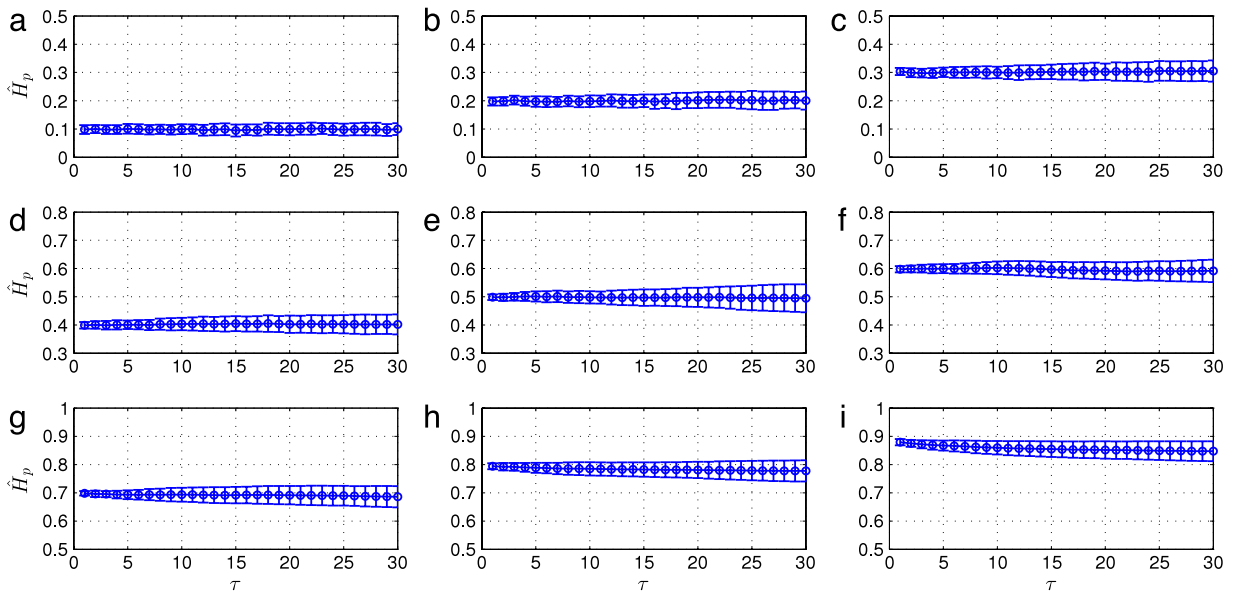 a b c
0.5 0.5 0.5
0.4 0.4 0.4
Ĥp 0.3 0.3 0.3
0.2 0.2 0.2
0.1 0.1 0.1
0 0 0
0 5 10 15 20 25 30 0 5 10 15 20 25 30 0 5 10 15 20 25 30
d e f
0.8 0.8 0.8
0.7 0.7 0.7
Ĥp 0.6 0.6 0.6
0.5 0.5 0.5
0.4 0.4 0.4
0.3 0.3 0.3
0 5 10 15 20 25 30 0 5 10 15 20 25 30 0 5 10 15 20 25 30
g h i
1 1 1
0.9 0.9 0.9
Ĥp 0.8 0.8 0.8
0.7 0.7 0.7
0.6 0.6 0.6
0.5 0.5 0.5
0 5 10 15 20 25 30 0 5 10 15 20 25 30 0 5 10 15 20 25 30
τ τ τ